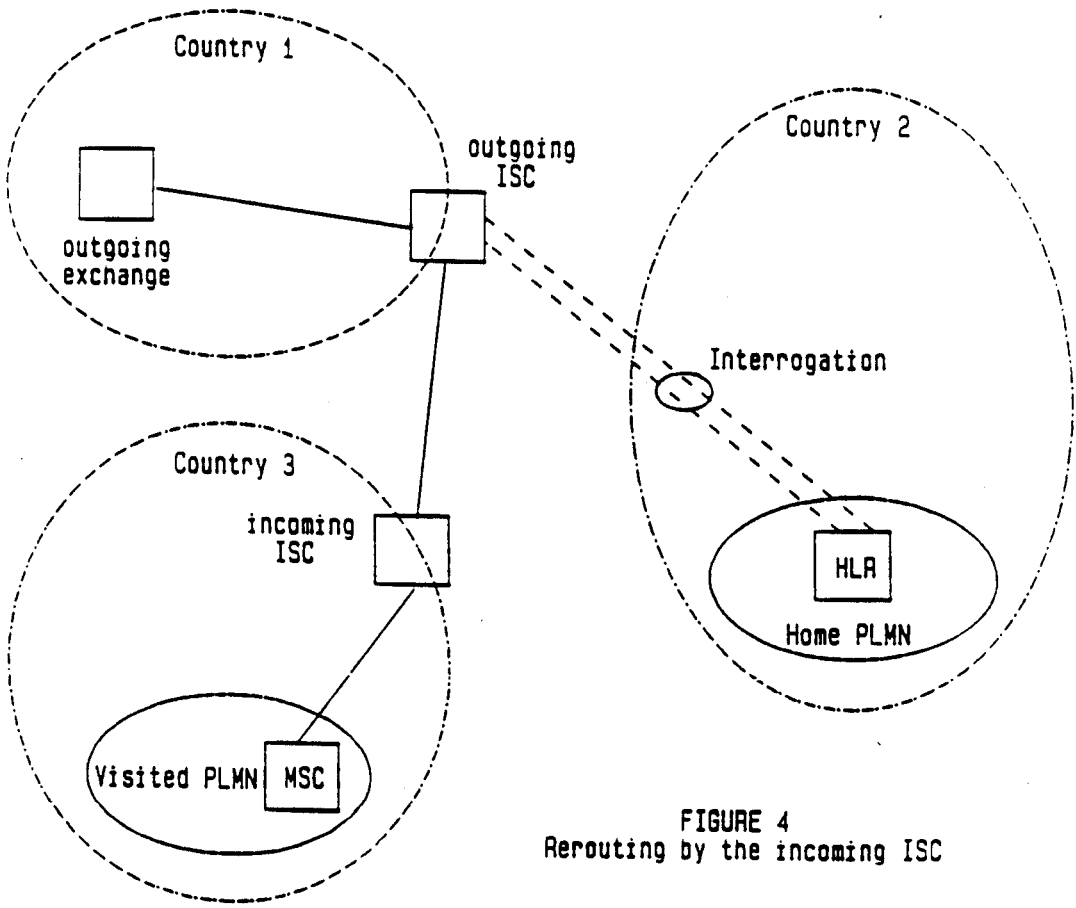 Country 1
Country 2
outgoing
ISC
outgoing
exchange
Interrogation
Country 3
incoming
ISC
HLR
Home PLMN
Visited PLMN
MSC
FIGURE 4
Rerouting by the incoming ISC